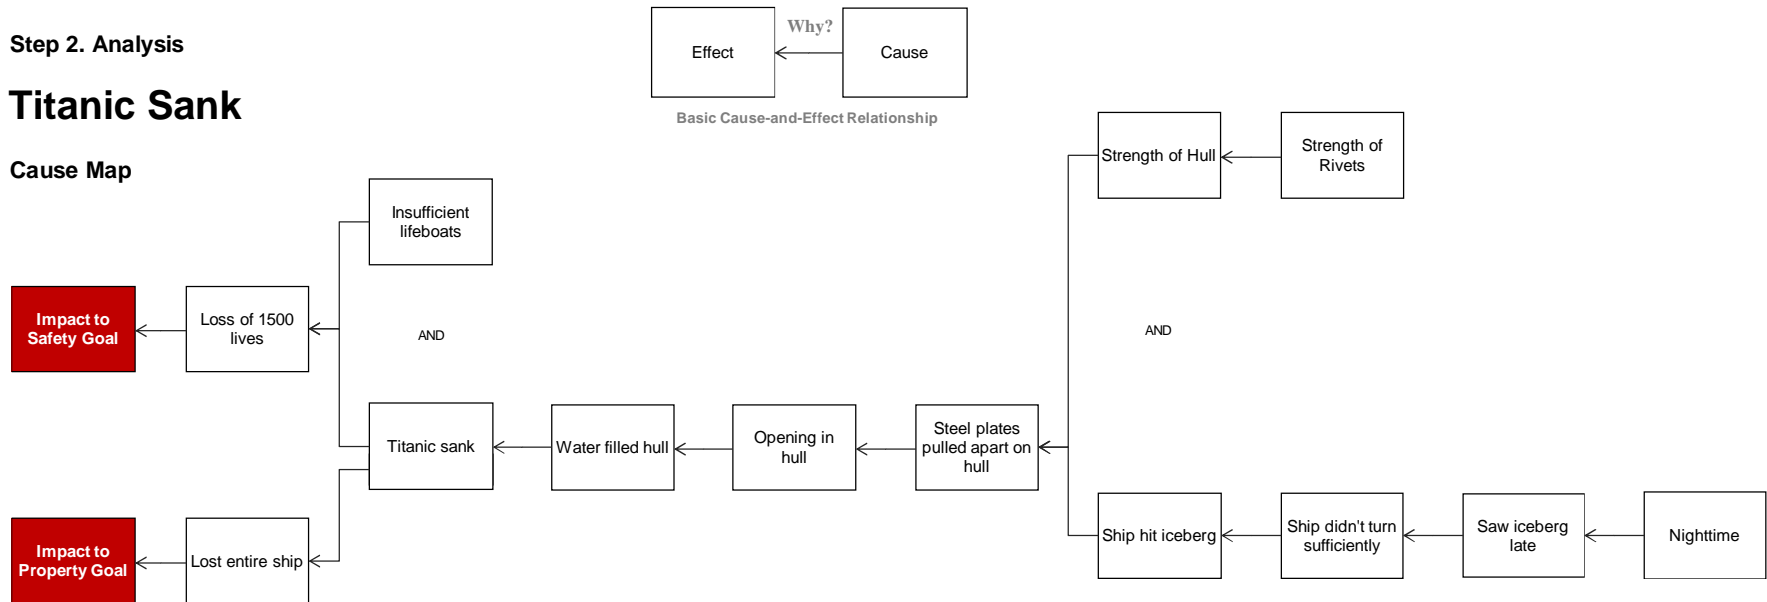 Step 2. Analysis
Titanic Sank
Cause Map
Effect
Why?
Cause
Basic Cause-and-Effect Relationship
Strength of Hull
Strength of
Rivets
Insufficient
lifeboats
Impact to
Safety Goal
Loss of 1500
lives
AND
AND
Titanic sank
Water filled hull
Opening in
hull
Steel plates
pulled apart on
hull
Impact to
Property Goal
Lost entire ship
Ship hit iceberg
Ship didn't turn
sufficiently
Saw iceberg
late
Nighttime